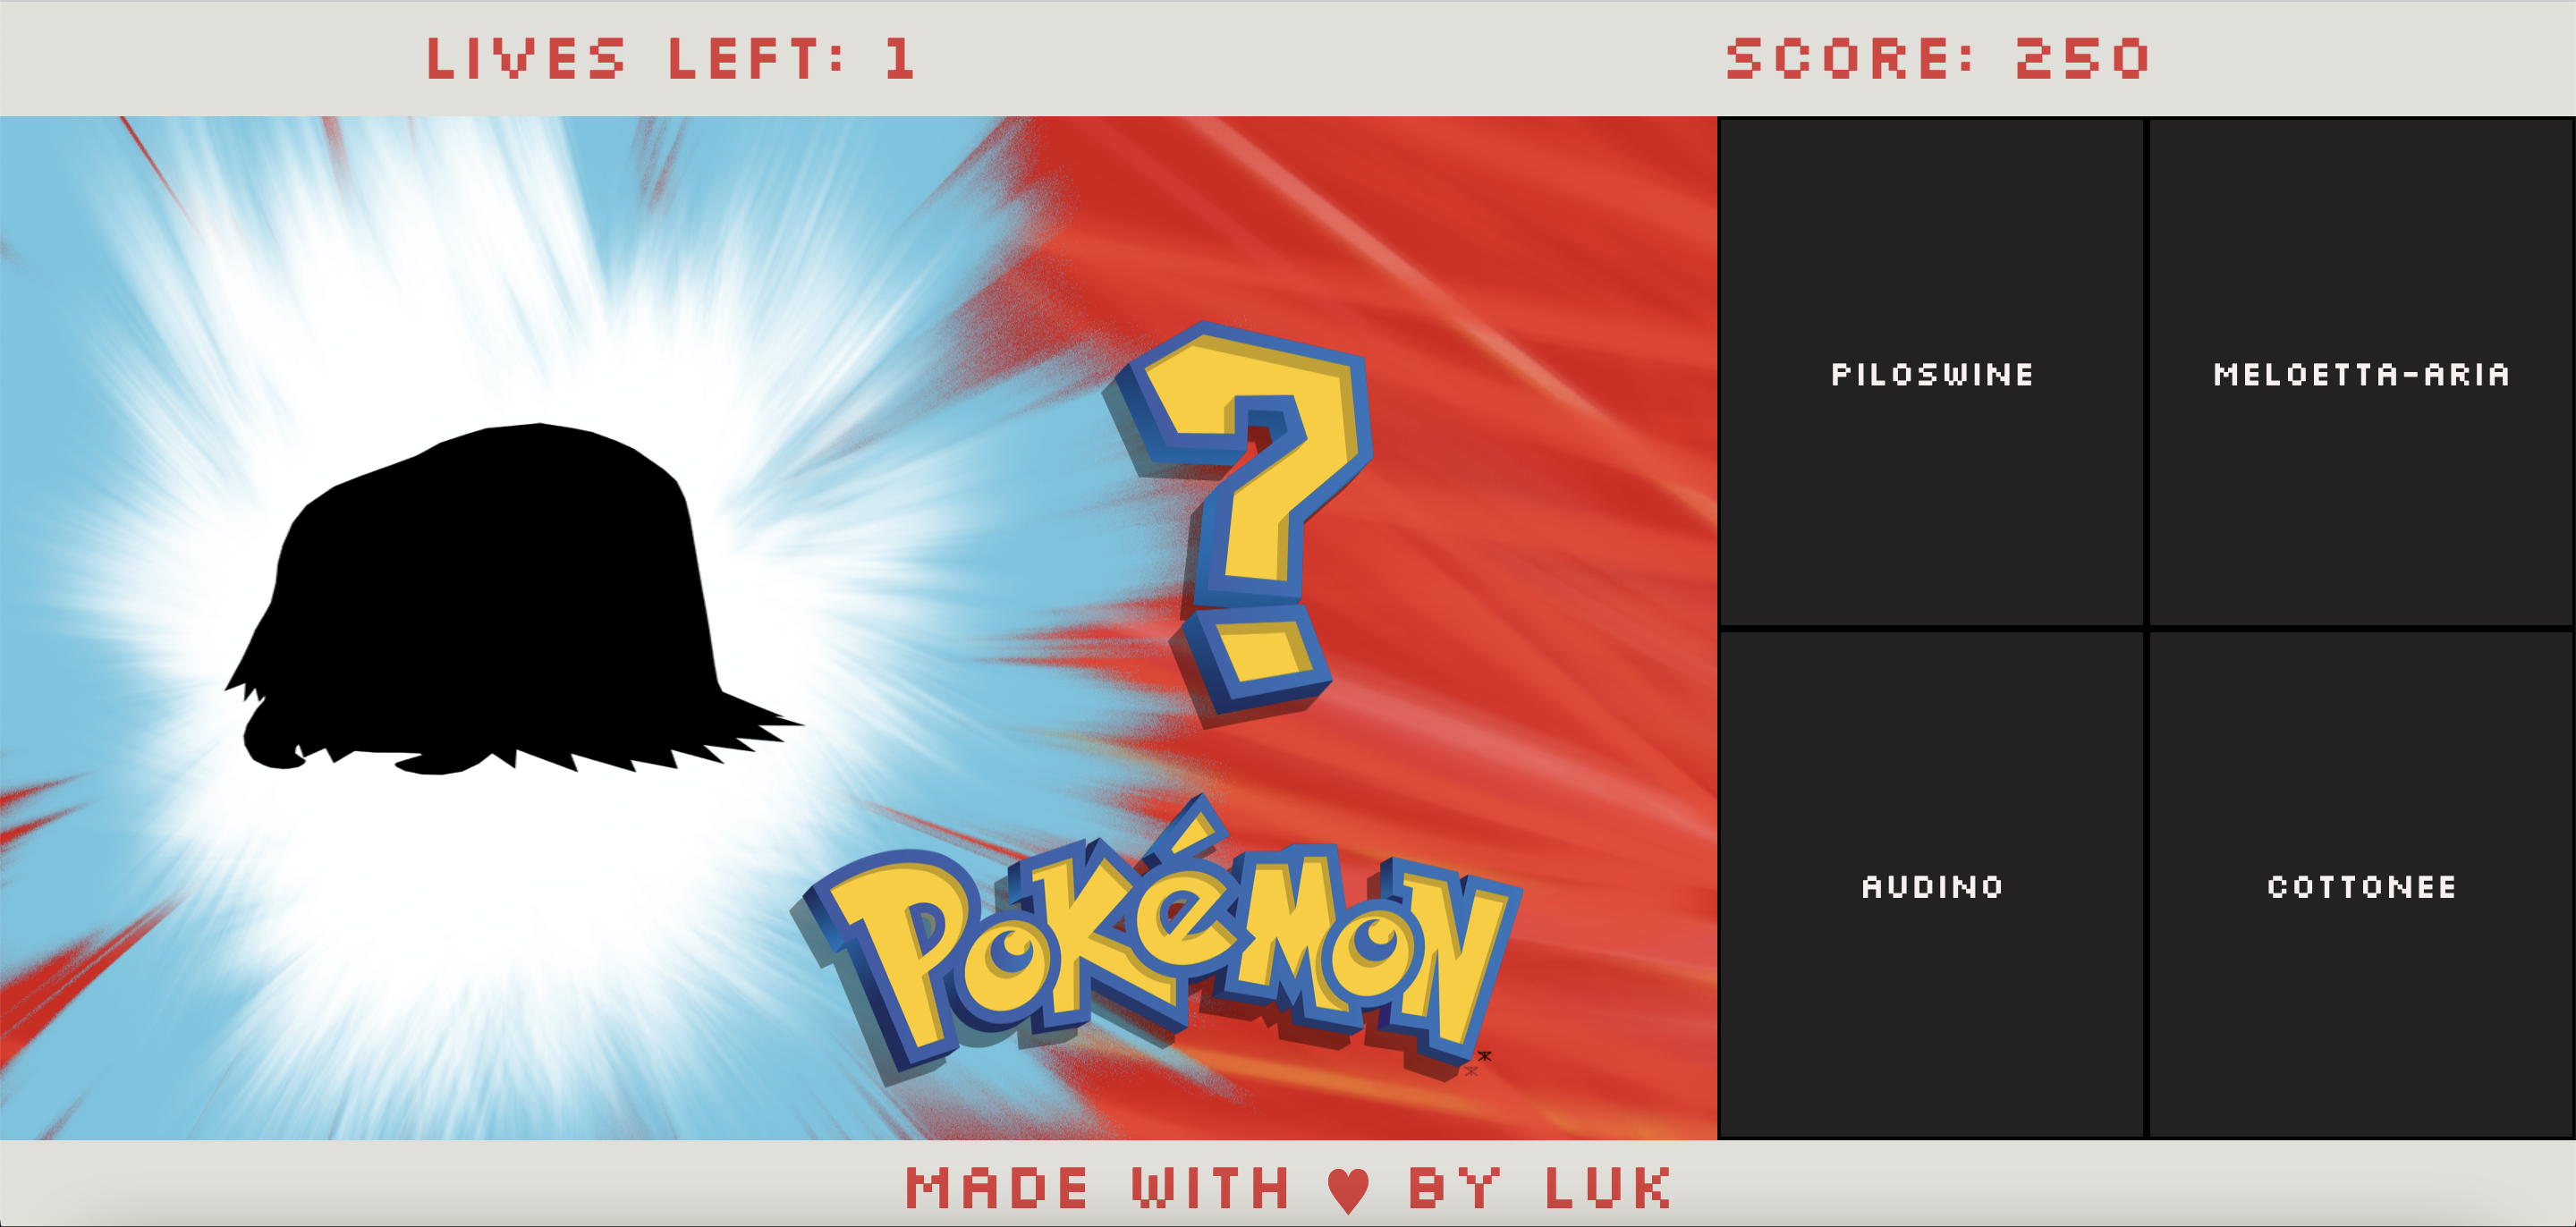 LIVES LEFT: 1
SCORE: 250
?
PILOSWINE
MELOETTA-ARIA
AUDINO
COTTONEE
POKéMON
MADE WITH ♥ BY LUK